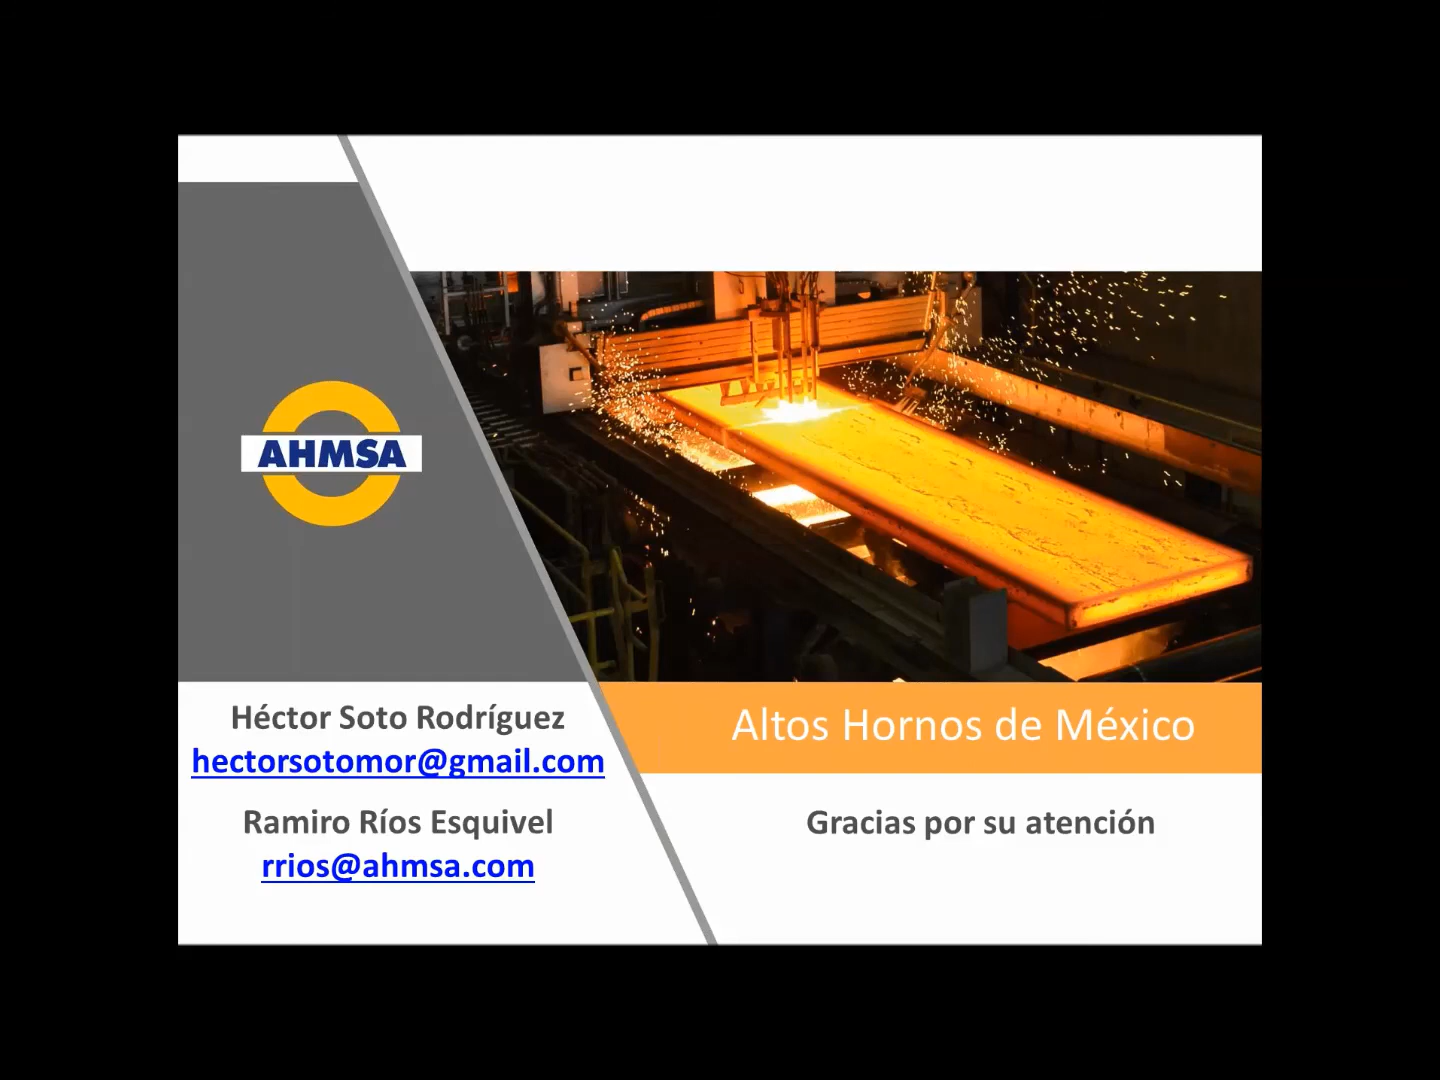 AHMSA
Héctor Soto Rodríguez
hectorsotomor@gmail.com
Ramiro Ríos Esquivel
rrios@ahmsa.com
Altos Hornos de México
Gracias por su atención